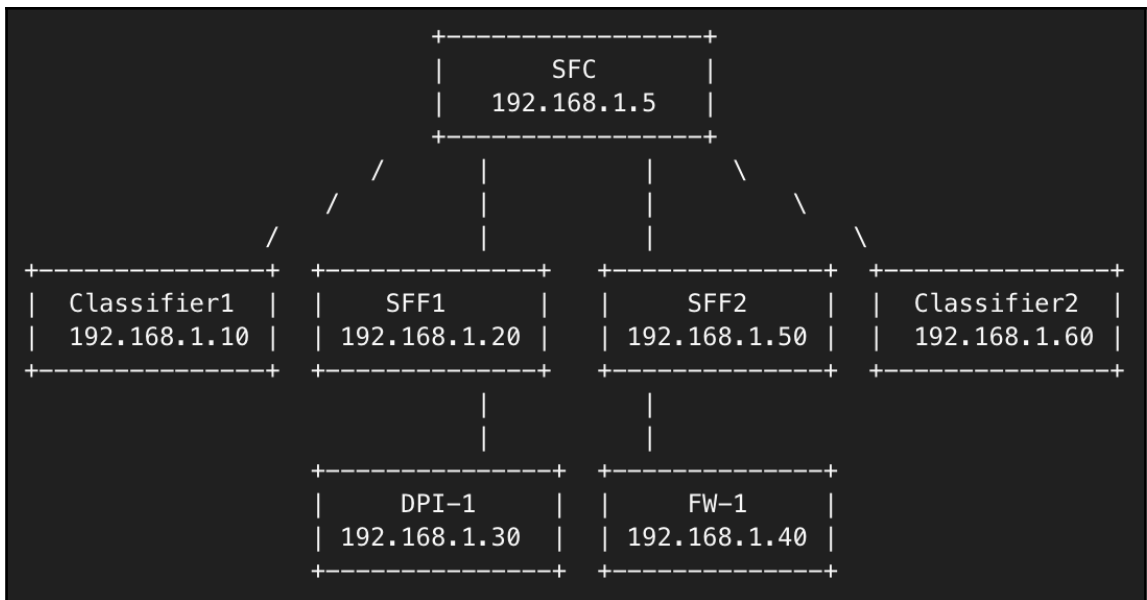 SFC
192.168.1.5
Classifier1 SFF1 SFF2 Classifier2
192.168.1.10 192.168.1.20 192.168.1.50 192.168.1.60
DPI-1 FW-1
192.168.1.30 192.168.1.40